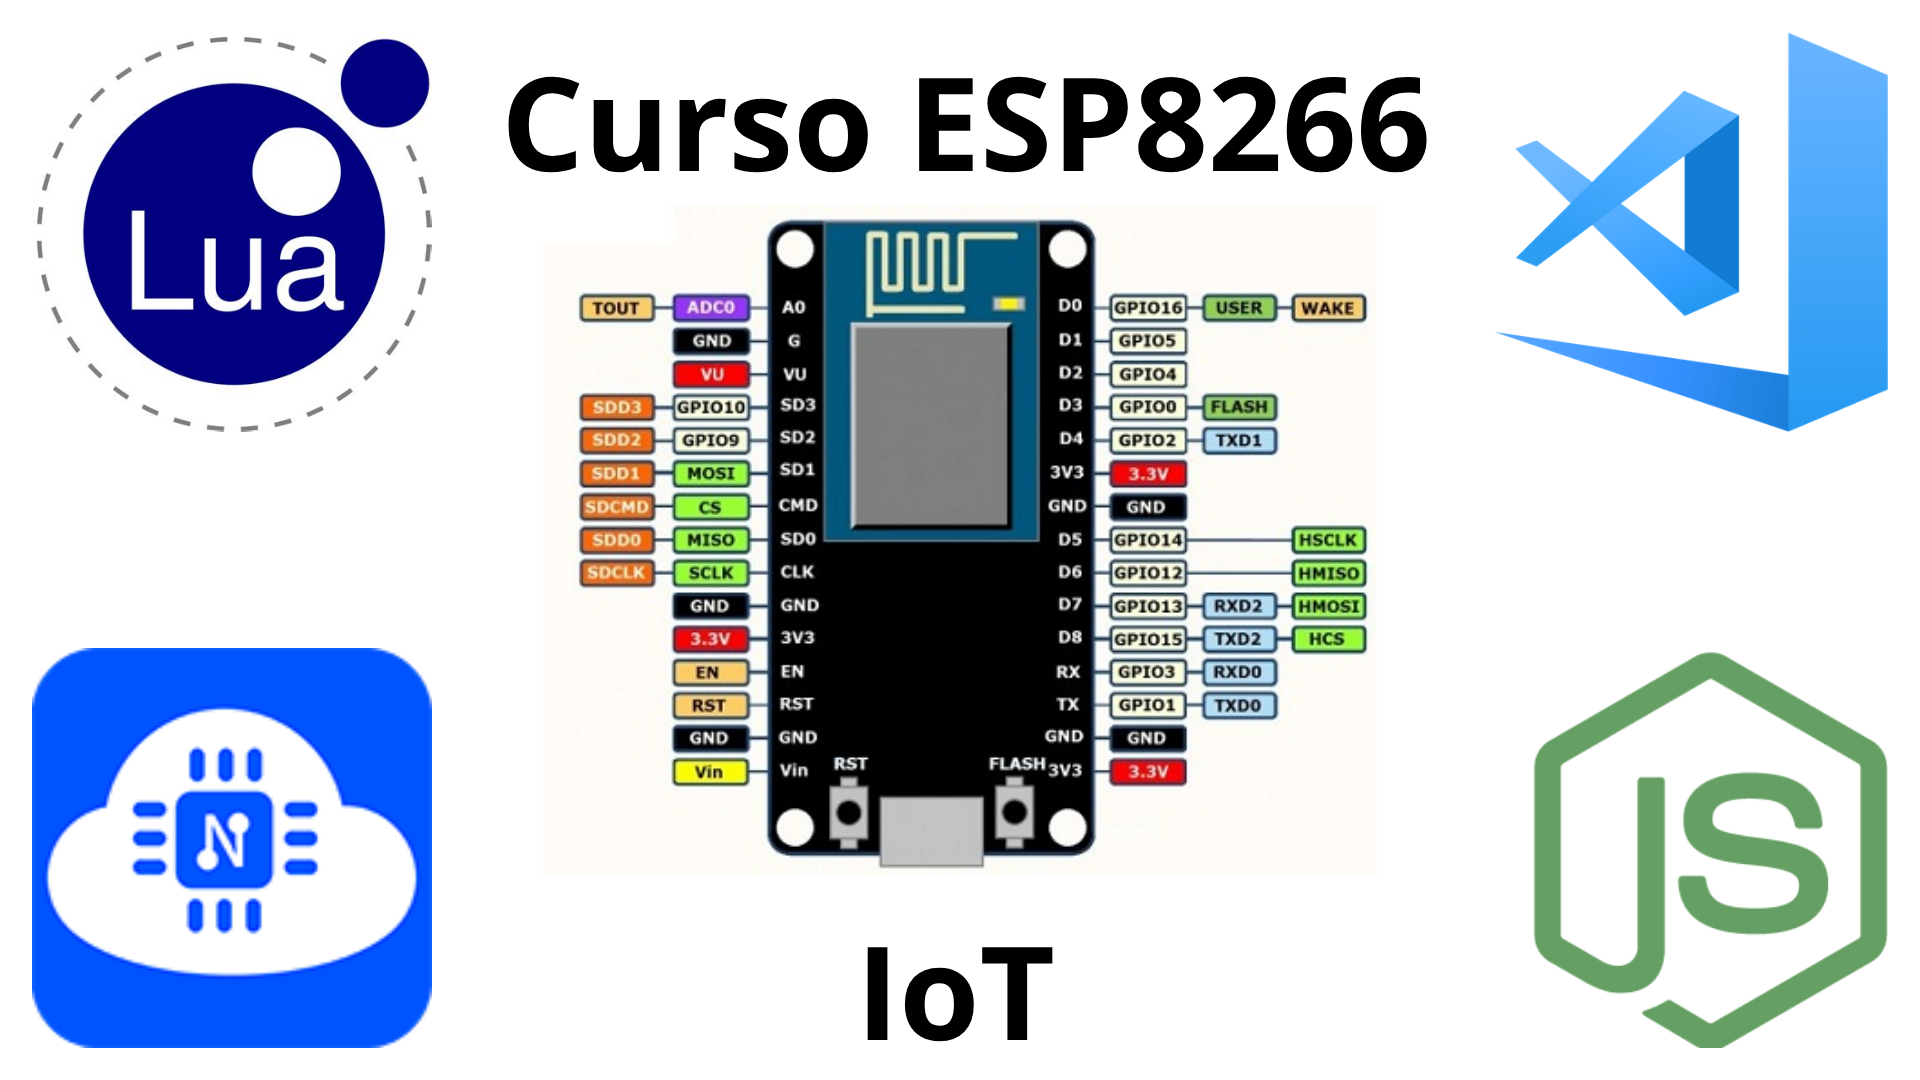 Curso ESP8266
Lua
TOUT ADC0 A0 D0 GPIO16 USER WAKE
GND G D1 GPIO5
VU VU D2 GPIO4
SDD3 GPIO10 SD3 D3 GPIO0 FLASH
SDD2 GPIO9 SD2 D4 GPIO2 TXD1
SDD1 MOSI SD1 3V3 3.3V
SDCMD CS CMD GND GND
SDD0 MISO SD0 D5 GPIO14 HSCLK
SDCLK SCLK CLK D6 GPIO12 HMISO
GND GND D7 GPIO13 RXD2 HMOSI
3.3V 3V3 D8 GPIO15 TXD2 HCS
EN EN RX GPIO3 RXD0
RST RST TX GPIO1 TXD0
GND GND GND GND
Vin Vin RST FLASH 3V3 3.3V
N
JS
IoT